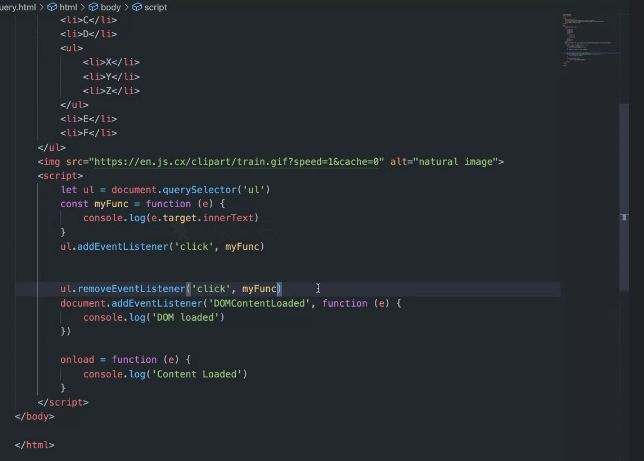 uery.html > html > body > script
<li>C</li>
<li>D</li>
<ul>
<li>X</li>
<li>Y</li>
<li>Z</li>
</ul>
<li>E</li>
<li>F</li>
</ul>
<img src="https://en.js.cx/clipart/train.gif?speed=1&cache=0" alt="natural image">
<script>
let ul = document.querySelector('ul')
const myFunc = function (e) {
console.log(e.target.innerText)
}
ul.addEventListener('click', myFunc)
ul.removeEventListener('click', myFunc)
document.addEventListener('DOMContentLoaded', function (e) {
console.log('DOM loaded')
})
onload = function (e) {
console.log('Content Loaded')
}
</script>
</body>
</html>